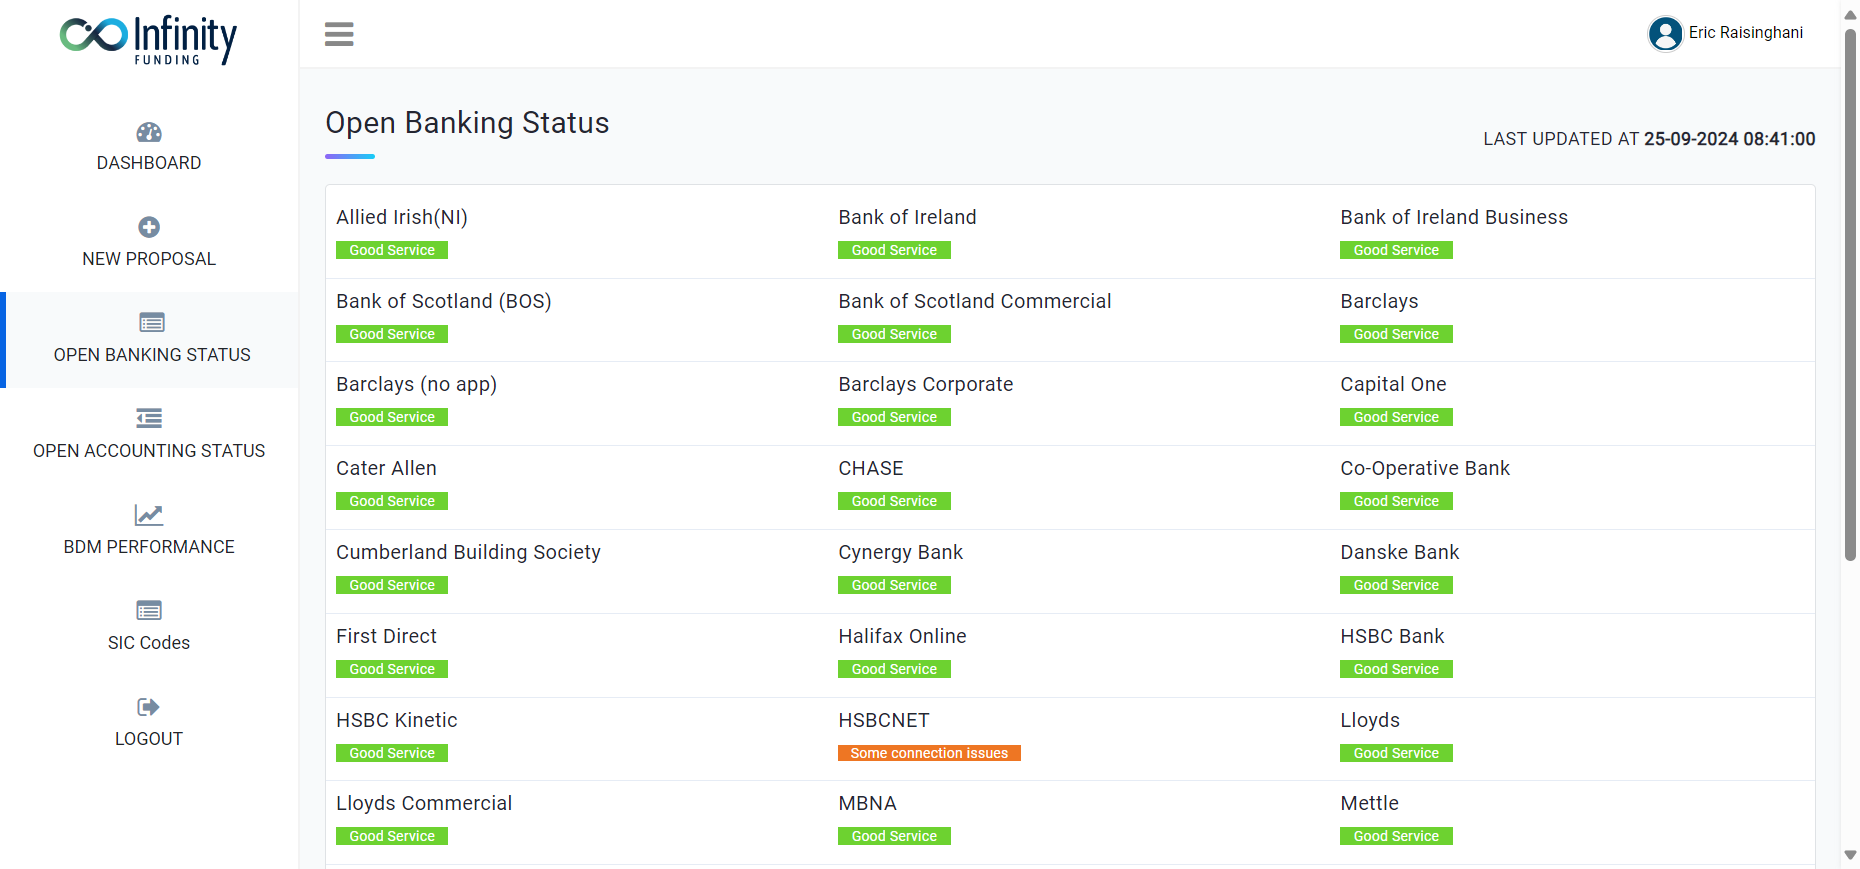 Infinity
FUNDING
Eric Raisinghani
DASHBOARD
NEW PROPOSAL
OPEN BANKING STATUS
OPEN ACCOUNTING STATUS
BDM PERFORMANCE
SIC Codes
LOGOUT
Open Banking Status
LAST UPDATED AT 25-09-2024 08:41:00
Allied Irish(NI)
Good Service
Bank of Ireland
Good Service
Bank of Ireland Business
Good Service
Bank of Scotland (BOS)
Good Service
Bank of Scotland Commercial
Good Service
Barclays
Good Service
Barclays (no app)
Good Service
Barclays Corporate
Good Service
Capital One
Good Service
Cater Allen
Good Service
CHASE
Good Service
Co-Operative Bank
Good Service
Cumberland Building Society
Good Service
Cynergy Bank
Good Service
Danske Bank
Good Service
First Direct
Good Service
Halifax Online
Good Service
HSBC Bank
Good Service
HSBC Kinetic
Good Service
HSBCNET
Some connection issues
Lloyds
Good Service
Lloyds Commercial
Good Service
MBNA
Good Service
Mettle
Good Service